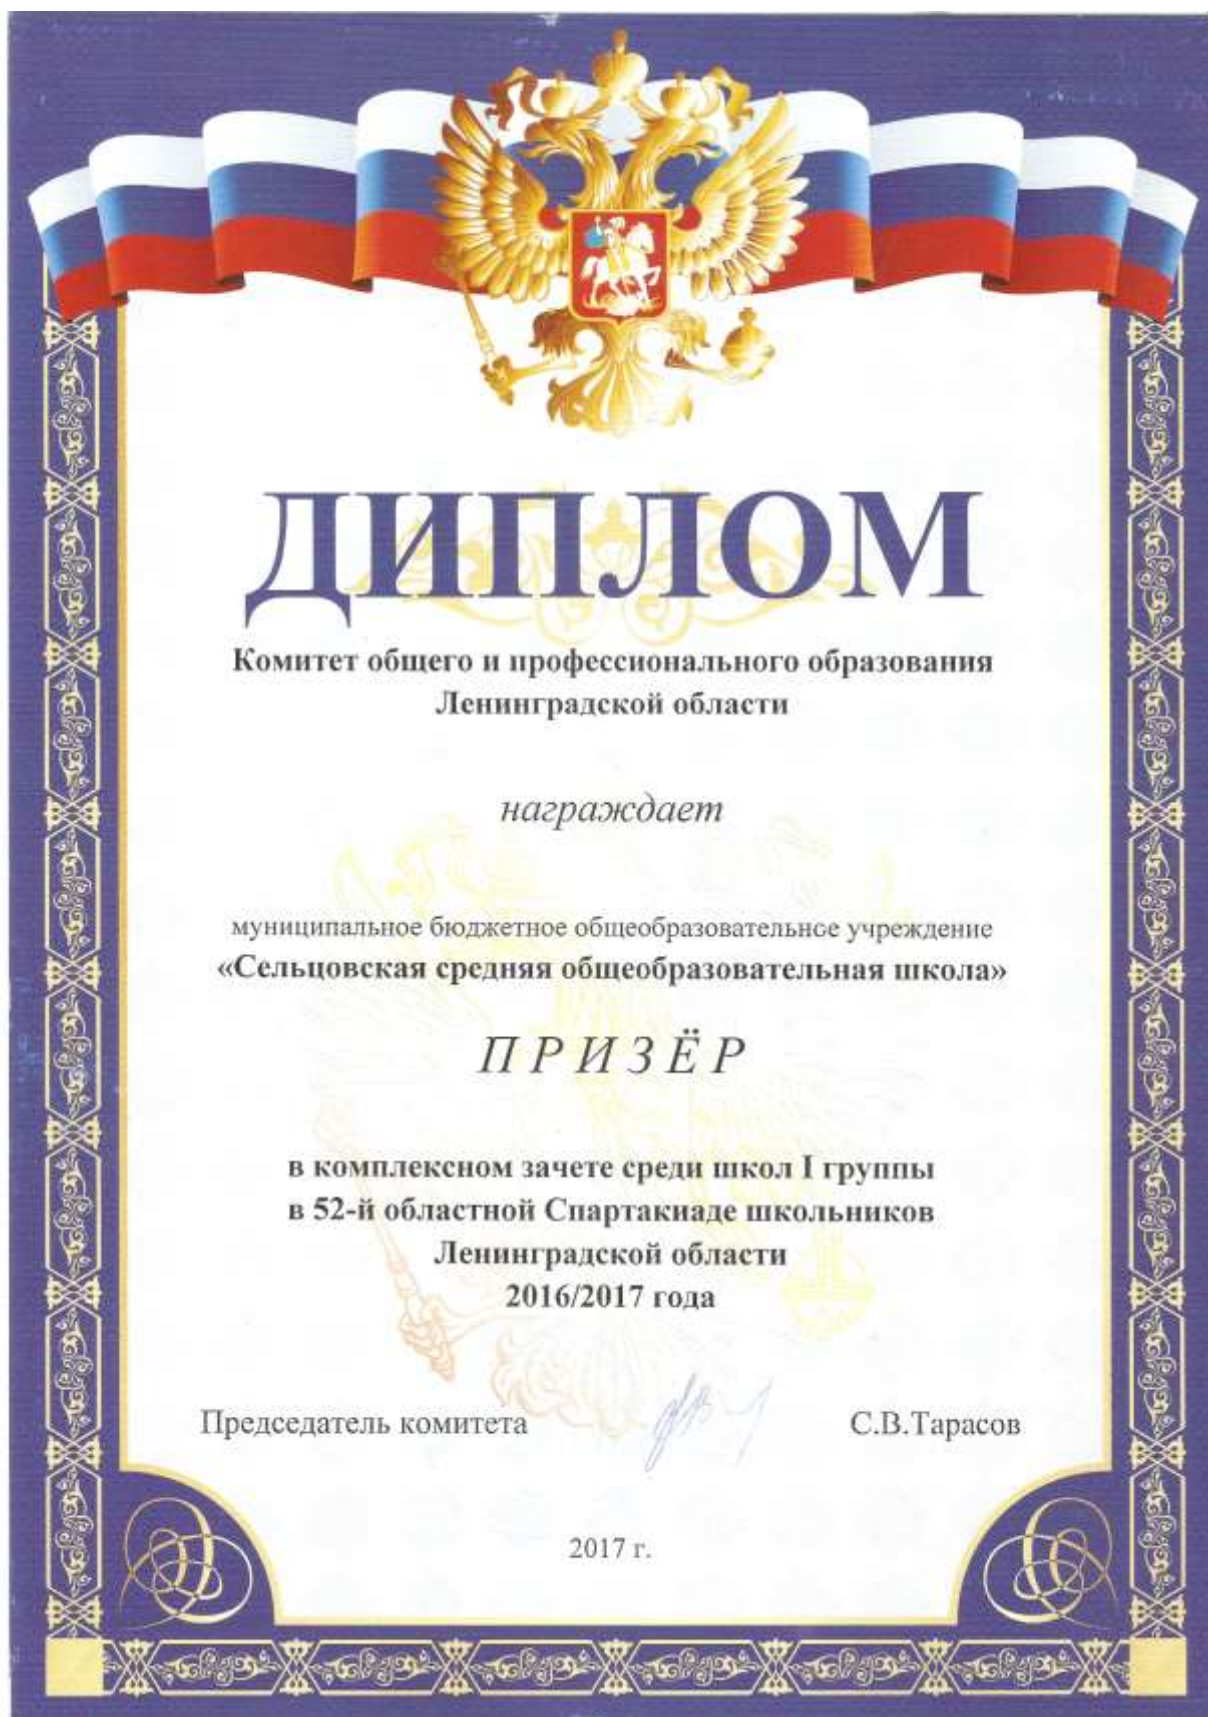 ДИПЛОМ
Комитет общего и профессионального образования
Ленинградской области
награждает
муниципальное бюджетное общеобразовательное учреждение
«Сельцовская средняя общеобразовательная школа»
ПРИЗЁР
в комплексном зачете среди школ I группы
в 52-й областной Спартакиаде школьников
Ленинградской области
2016/2017 года
Председатель комитета С.В.Тарасов
2017 г.